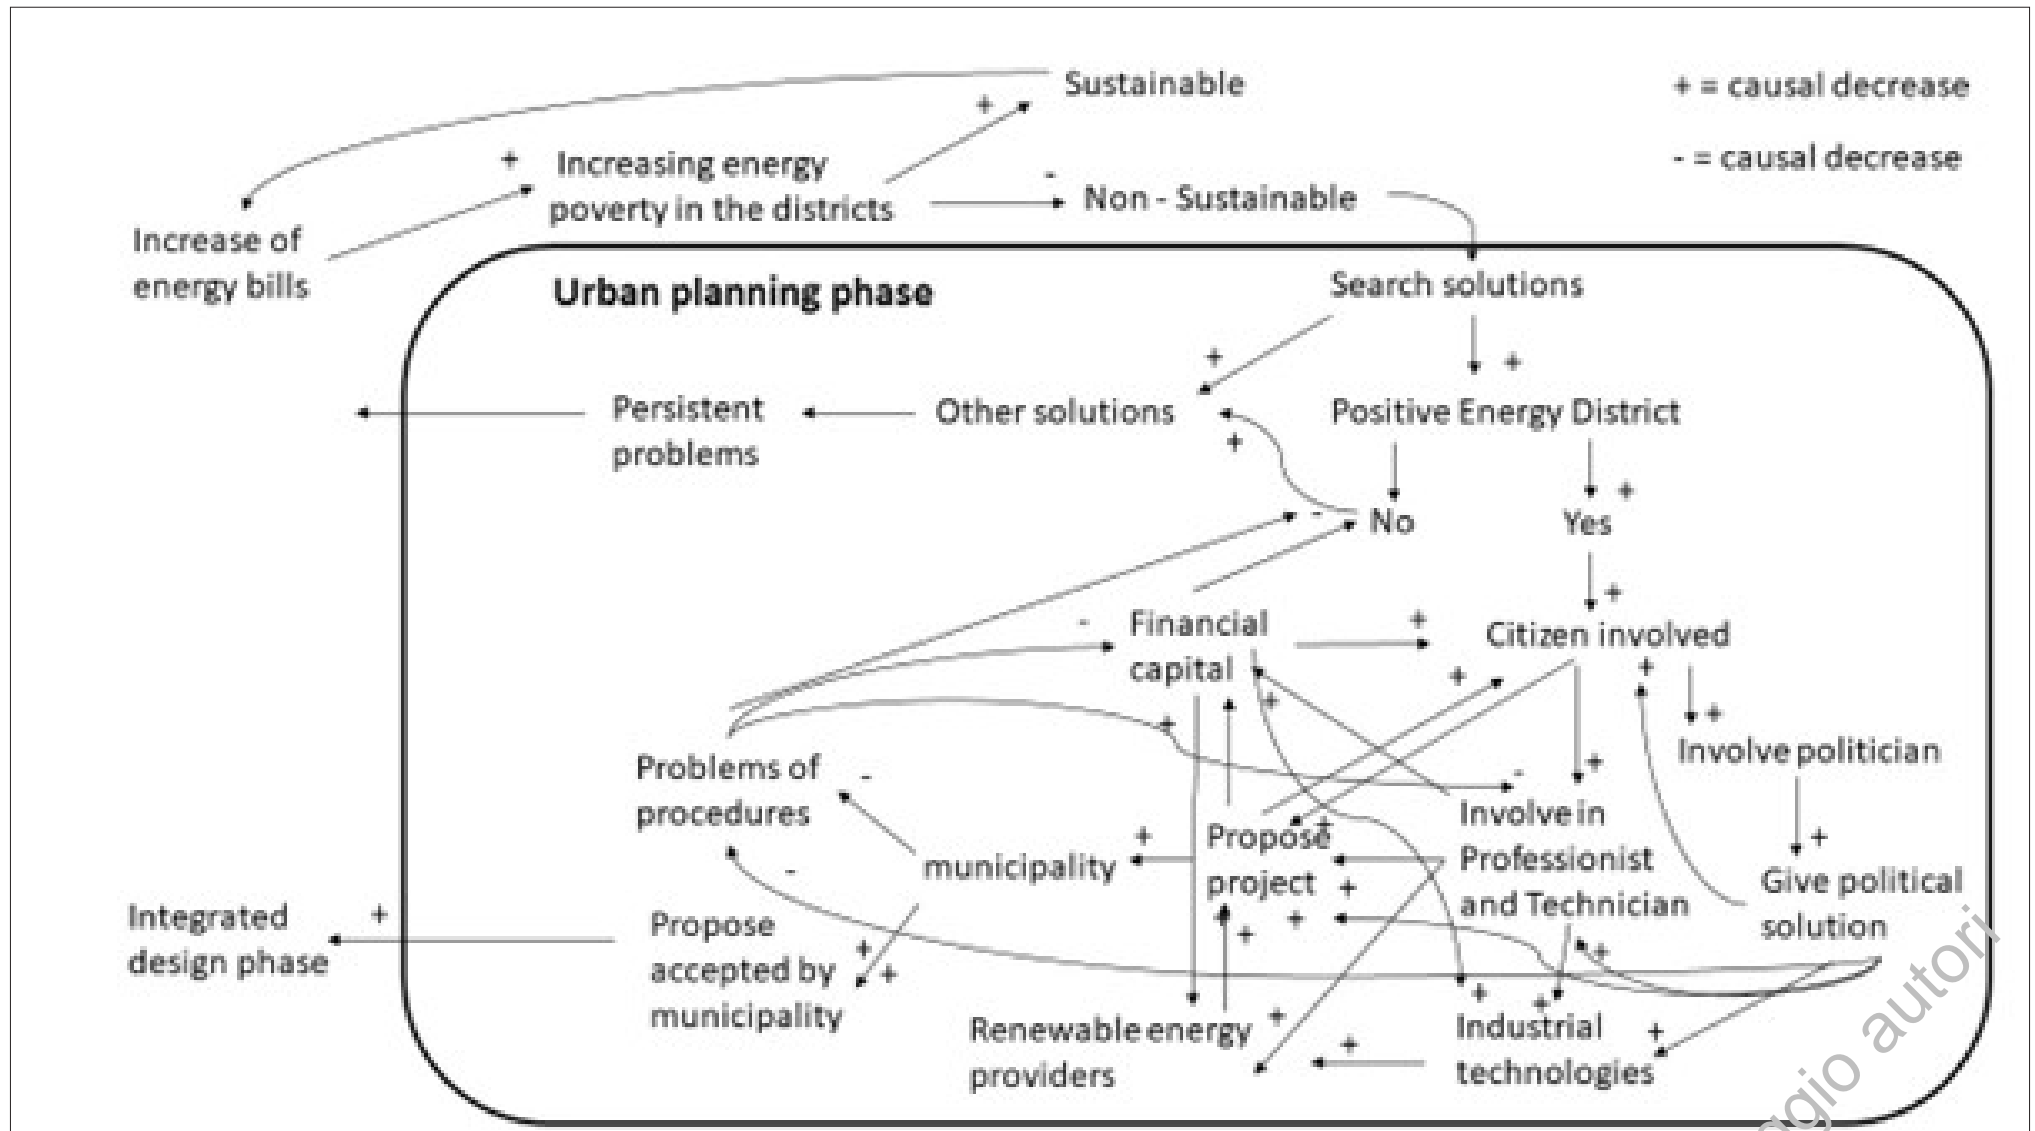 Sustainable
+ = causal decrease
- = causal decrease
+
+
Increasing energy
poverty in the districts
-
Non - Sustainable
Increase of
energy bills
Urban planning phase
Search solutions
+
+
Persistent
problems
Other solutions
Positive Energy District
+
+
-
No
Yes
+
-
Financial
capital
+
Citizen involved
+
+
+
+
+
Involve politician
Problems of
procedures
-
+
-
Involve in
Professionist
and Technician
+
+
Propose
project
+
+
municipality
+
Give political
solution
-
Integrated
design phase
+
Propose
accepted by
municipality
+
+
+
+
+
+
+
Renewable energy
providers
+
+
Industrial
technologies
+
autori